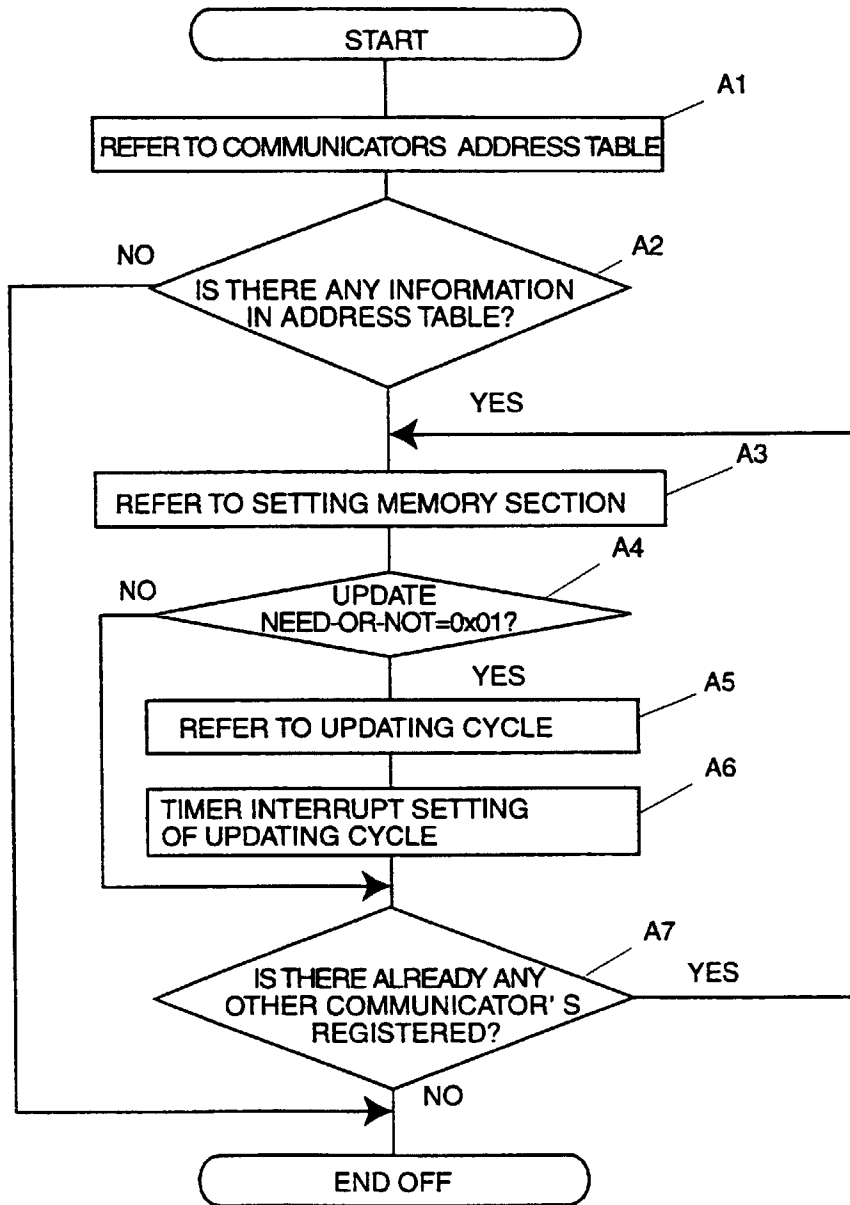 START
A1
REFER TO COMMUNICATORS ADDRESS TABLE
NO
A2
IS THERE ANY INFORMATION
IN ADDRESS TABLE?
YES
A3
REFER TO SETTING MEMORY SECTION
A4
NO
UPDATE
NEED-OR-NOT=0x01?
YES
A5
REFER TO UPDATING CYCLE
A6
TIMER INTERRUPT SETTING
OF UPDATING CYCLE
A7
IS THERE ALREADY ANY
OTHER COMMUNICATOR' S
REGISTERED?
YES
NO
END OFF